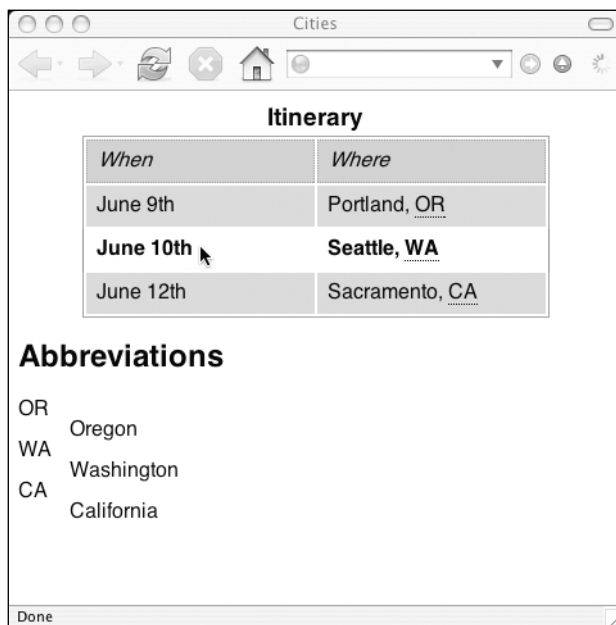 Cities
Itinerary
When Where
June 9th Portland, OR
June 10th Seattle, WA
June 12th Sacramento, CA
Abbreviations
OR
Oregon
WA
Washington
CA
California
Done